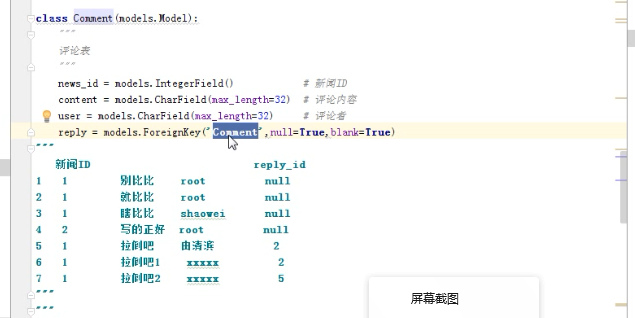 class Comment(models.Model):
"""
评论表
"""
news_id = models.IntegerField() # 新闻ID
content = models.CharField(max_length=32) # 评论内容
user = models.CharField(max_length=32) # 评论者
reply = models.ForeignKey("Comment",null=True,blank=True)
"""
新闻ID reply_id
1 1 别比比 root null
2 1 就比比 root null
3 1 瞎比比 shaowei null
4 2 写的正好 root null
5 1 拉倒吧 由清滨 2
6 1 拉倒吧1 xxxxx 2
7 1 拉倒吧2 xxxxx 5
"""
"""
屏幕截图